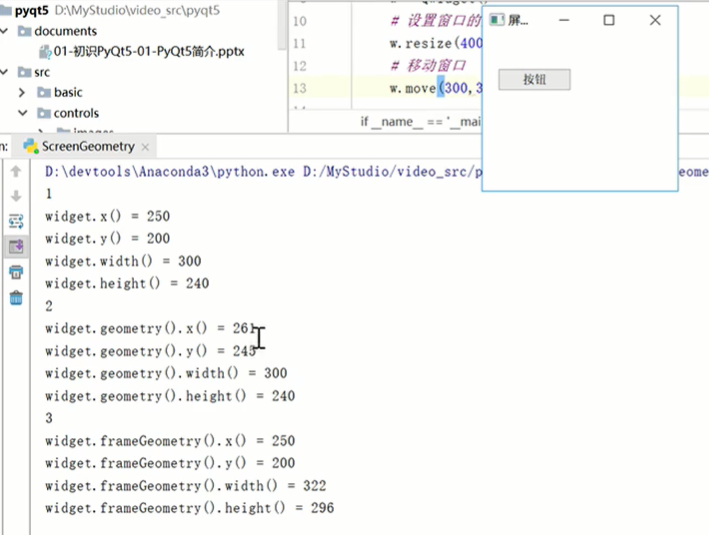 pyqt5 D:\MyStudio\video_src\pyqt5
documents
01-初识PyQt5-01-PyQt5简介.pptx
src
basic
controls
images
10
# 设置窗口的
11
w.resize(400
12
# 移动窗口
13
w.move(300,3
if __name__ == '__mai
屏...
按钮
n:
ScreenGeometry
D:\devtools\Anaconda3\python.exe D:/MyStudio/video_src/p
eome
1
widget.x() = 250
widget.y() = 200
widget.width() = 300
widget.height() = 240
2
widget.geometry().x() = 261
widget.geometry().y() = 245
widget.geometry().width() = 300
widget.geometry().height() = 240
3
widget.frameGeometry().x() = 250
widget.frameGeometry().y() = 200
widget.frameGeometry().width() = 322
widget.frameGeometry().height() = 296